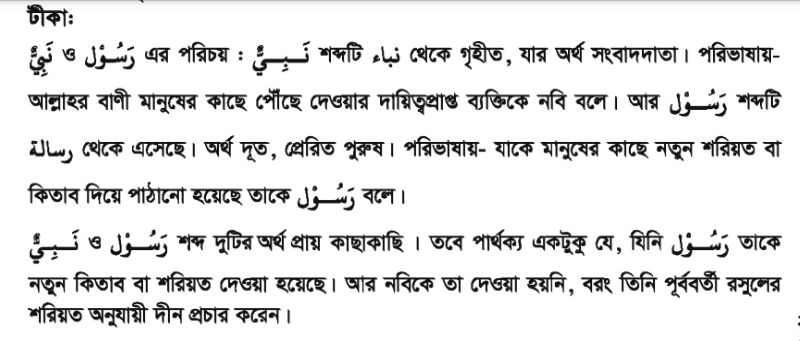 টীকা:
نَبِيٌّ ও رَسُوْل এর পরিচয় : نَـبِـيٌّ শব্দটি نباء থেকে গৃহীত, যার অর্থ সংবাদদাতা। পরিভাষায়-
আল্লাহর বাণী মানুষের কাছে পৌঁছে দেওয়ার দায়িত্বপ্রাপ্ত ব্যক্তিকে নবি বলে। আর رَسُـوْل শব্দটি
رسالة থেকে এসেছে। অর্থ দূত, প্রেরিত পুরুষ। পরিভাষায়- যাকে মানুষের কাছে নতুন শরিয়ত বা
কিতাব দিয়ে পাঠানো হয়েছে তাকে رَسُـوْل বলে।
نَـبِـيٌّ ও رَسُـوْل শব্দ দুটির অর্থ প্রায় কাছাকাছি । তবে পার্থক্য একটুকু যে, যিনি رَسُـوْل তাকে
নতুন কিতাব বা শরিয়ত দেওয়া হয়েছে। আর নবিকে তা দেওয়া হয়নি, বরং তিনি পূর্ববর্তী রসুলের
শরিয়ত অনুযায়ী দীন প্রচার করেন।